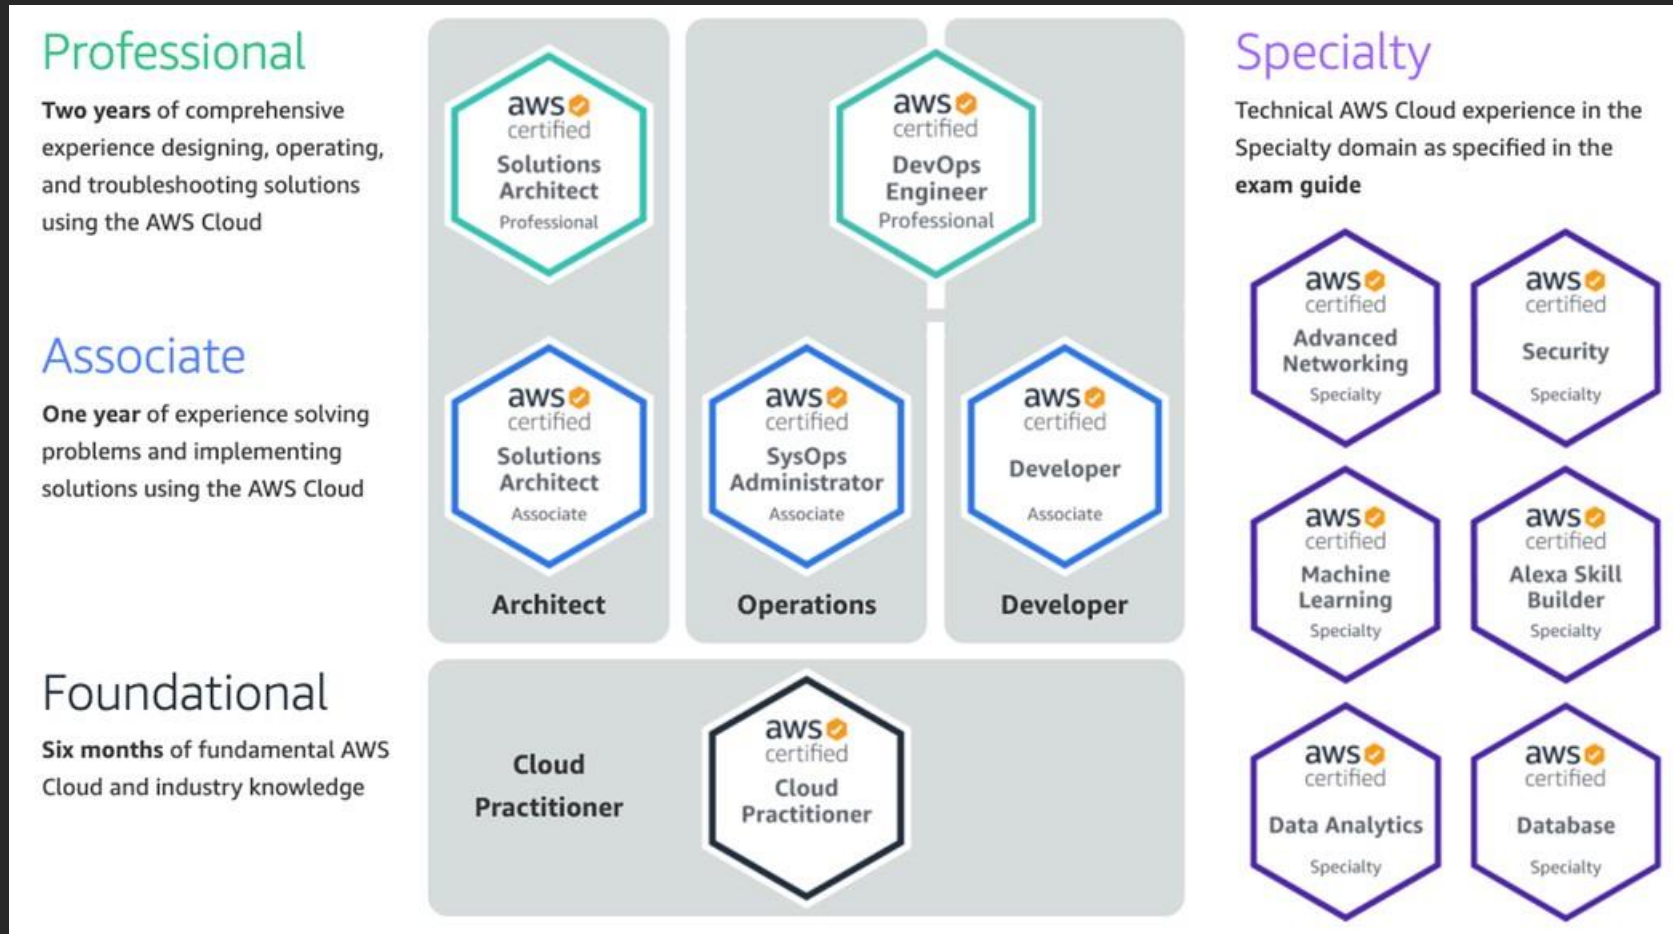 Professional
Two years of comprehensive
experience designing, operating,
and troubleshooting solutions
using the AWS Cloud
aws
certified
Solutions
Architect
Professional
aws
certified
DevOps
Engineer
Professional
Associate
One year of experience solving
problems and implementing
solutions using the AWS Cloud
aws
certified
Solutions
Architect
Associate
Architect
aws
certified
SysOps
Administrator
Associate
Operations
aws
certified
Developer
Associate
Developer
Foundational
Six months of fundamental AWS
Cloud and industry knowledge
Cloud
Practitioner
aws
certified
Cloud
Practitioner
Specialty
Technical AWS Cloud experience in the
Specialty domain as specified in the
exam guide
aws
certified
Advanced
Networking
Specialty
aws
certified
Security
Specialty
aws
certified
Machine
Learning
Specialty
aws
certified
Alexa Skill
Builder
Specialty
aws
certified
Data Analytics
Specialty
aws
certified
Database
Specialty